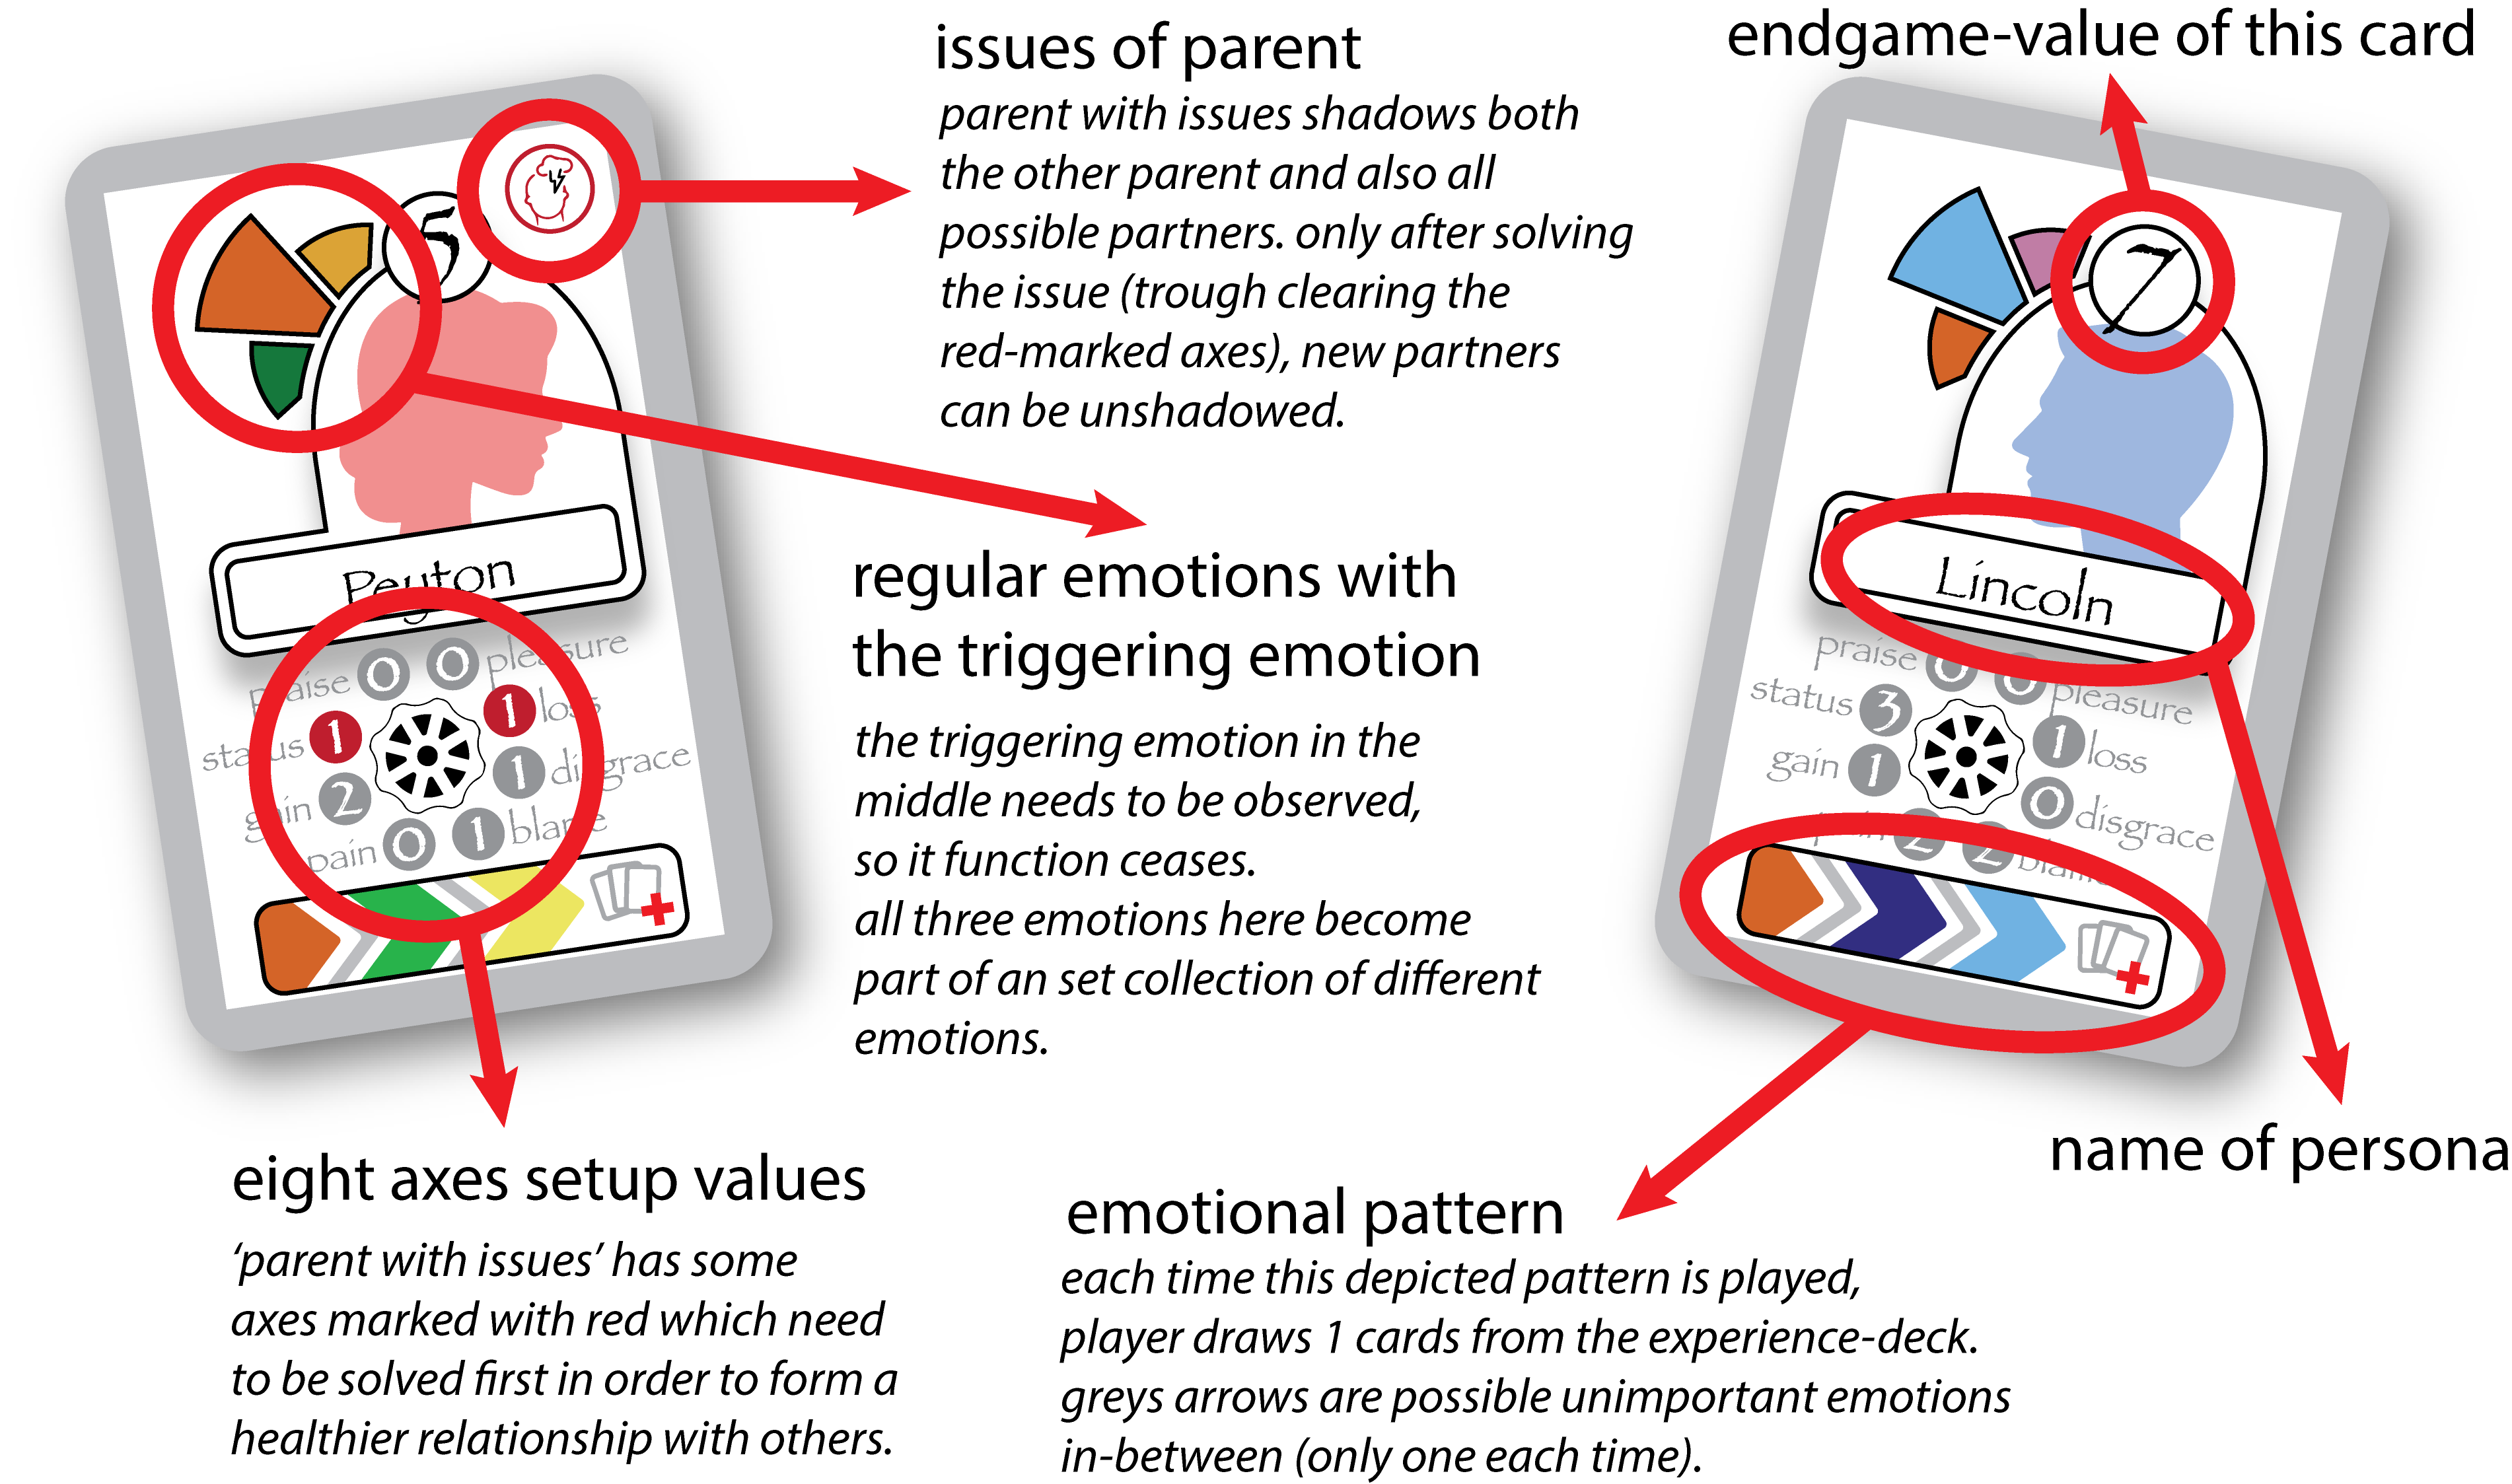 issues of parent
parent with issues shadows both
the other parent and also all
possible partners. only after solving
the issue (trough clearing the
red-marked axes), new partners
can be unshadowed.
endgame-value of this card
5
Peyton
praise 0 0 pleasure
status 1 1 loss
gain 2 1 disgrace
pain 0 1 blame
regular emotions with
the triggering emotion
the triggering emotion in the
middle needs to be observed,
so it function ceases.
all three emotions here become
part of an set collection of different
emotions.
7
Lincoln
praise 0 0 pleasure
status 3 1 loss
gain 1 0 disgrace
pain 2 2 blame
name of persona
eight axes setup values
‘parent with issues’ has some
axes marked with red which need
to be solved first in order to form a
healthier relationship with others.
emotional pattern
each time this depicted pattern is played,
player draws 1 cards from the experience-deck.
greys arrows are possible unimportant emotions
in-between (only one each time).